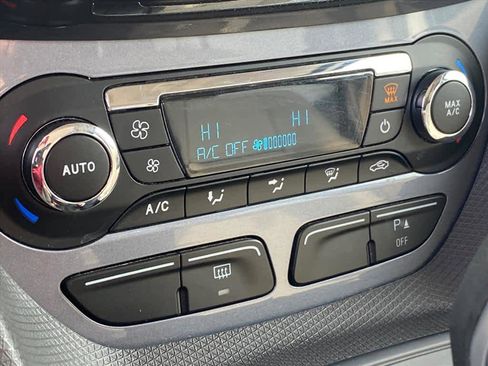 MAX
HI HI
A/C OFF
AUTO
MAX
A/C
A/C
P
OFF